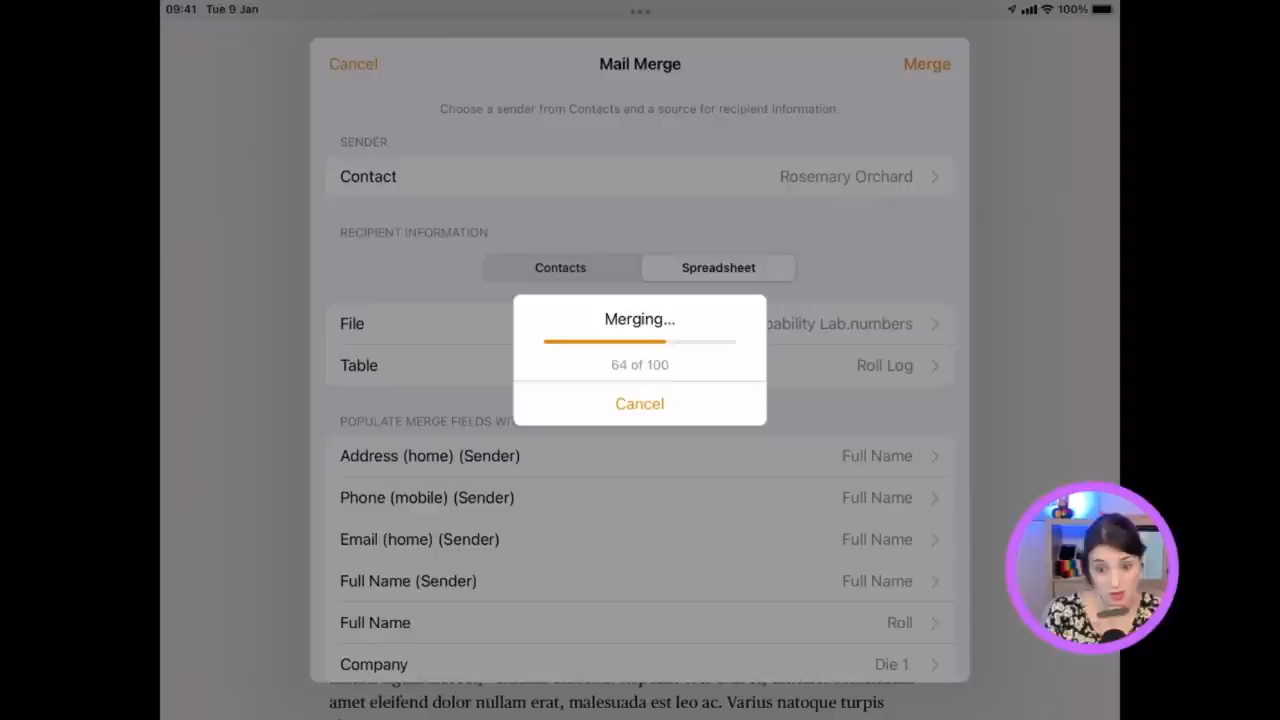 09:41 Tue 9 Jan
100%
Cancel
Mail Merge
Merge
Choose a sender from Contacts and a source for recipient information.
SENDER
Contact
Rosemary Orchard
RECIPIENT INFORMATION
Contacts
Spreadsheet
Merging...
File
bability Lab.numbers
64 of 100
Table
Roll Log
Cancel
POPULATE MERGE FIELDS WIT
Address (home) (Sender)
Full Name
Phone (mobile) (Sender)
Full Name
Email (home) (Sender)
Full Name
Full Name (Sender)
Full Name
Full Name
Roll
Company
Die 1
amet eleifend dolor nullam erat, malesuada est leo ac. Varius natoque turpis